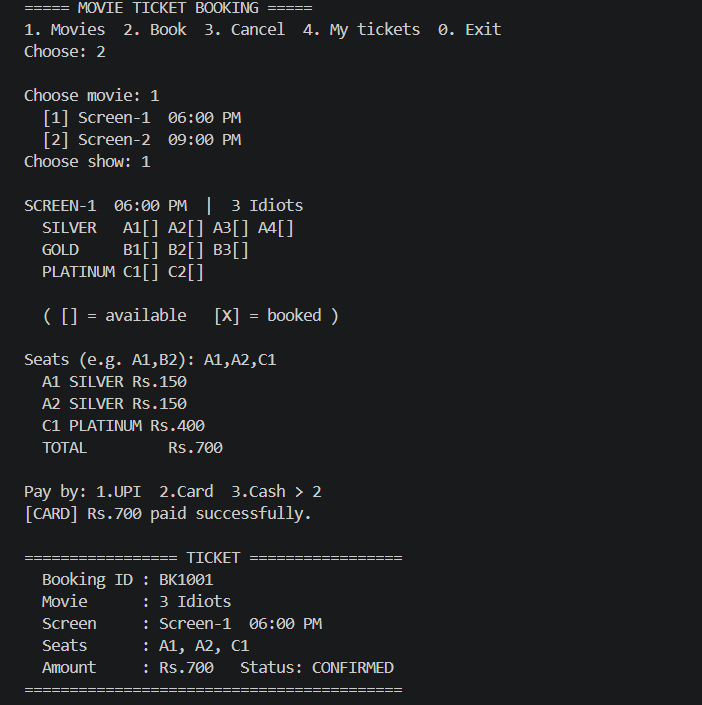 ===== MOVIE TICKET BOOKING =====
1. Movies  2. Book  3. Cancel  4. My tickets  0. Exit
Choose: 2

Choose movie: 1
  [1] Screen-1  06:00 PM
  [2] Screen-2  09:00 PM
Choose show: 1

SCREEN-1  06:00 PM  |  3 Idiots
  SILVER   A1[] A2[] A3[] A4[]
  GOLD     B1[] B2[] B3[]
  PLATINUM C1[] C2[]

  ( [] = available   [X] = booked )

Seats (e.g. A1,B2): A1,A2,C1
  A1 SILVER Rs.150
  A2 SILVER Rs.150
  C1 PLATINUM Rs.400
  TOTAL         Rs.700

Pay by: 1.UPI  2.Card  3.Cash > 2
[CARD] Rs.700 paid successfully.

================= TICKET =================
  Booking ID : BK1001
  Movie      : 3 Idiots
  Screen     : Screen-1  06:00 PM
  Seats      : A1, A2, C1
  Amount     : Rs.700   Status: CONFIRMED
==========================================